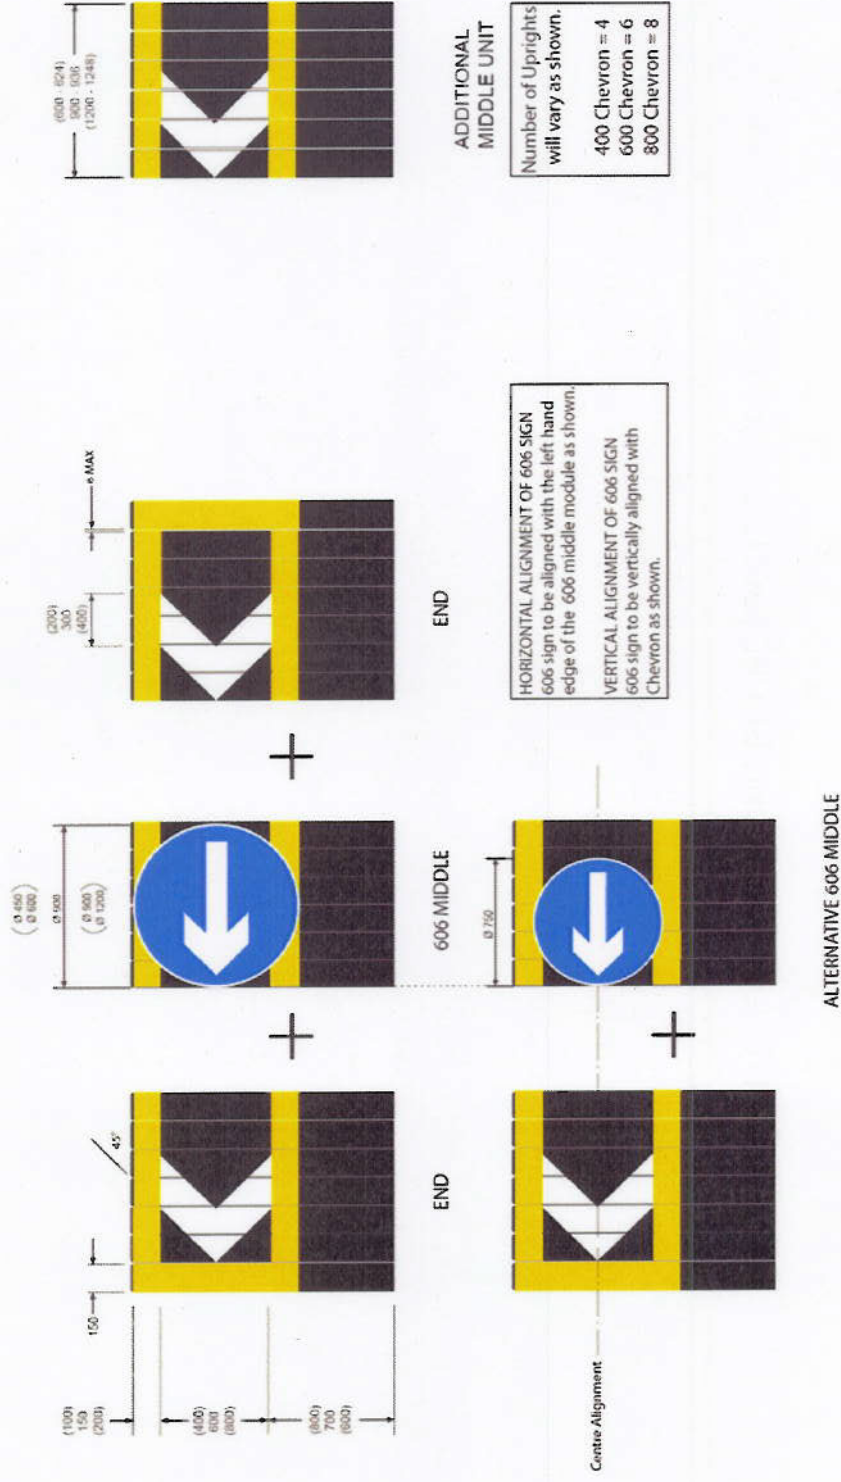 (100)
150
(200)
(400)
600
(800)
(800)
700
(600)
150
45°
(Ø 450
Ø 600)
(Ø 900
Ø 1200)
(200)
300
(400)
6 MAX
(600 - 624)
900 - 936
(1200 - 1248)
END
606 MIDDLE
END
ADDITIONAL
MIDDLE UNIT
Centre Alignment
Ø 750
HORIZONTAL ALIGNMENT OF 606 SIGN
606 sign to be aligned with the left hand
edge of the 606 middle module as shown.
VERTICAL ALIGNMENT OF 606 SIGN
606 sign to be vertically aligned with
Chevron as shown.
Number of Uprights
will vary as shown.
400 Chevron = 4
600 Chevron = 6
800 Chevron = 8
ALTERNATIVE 606 MIDDLE